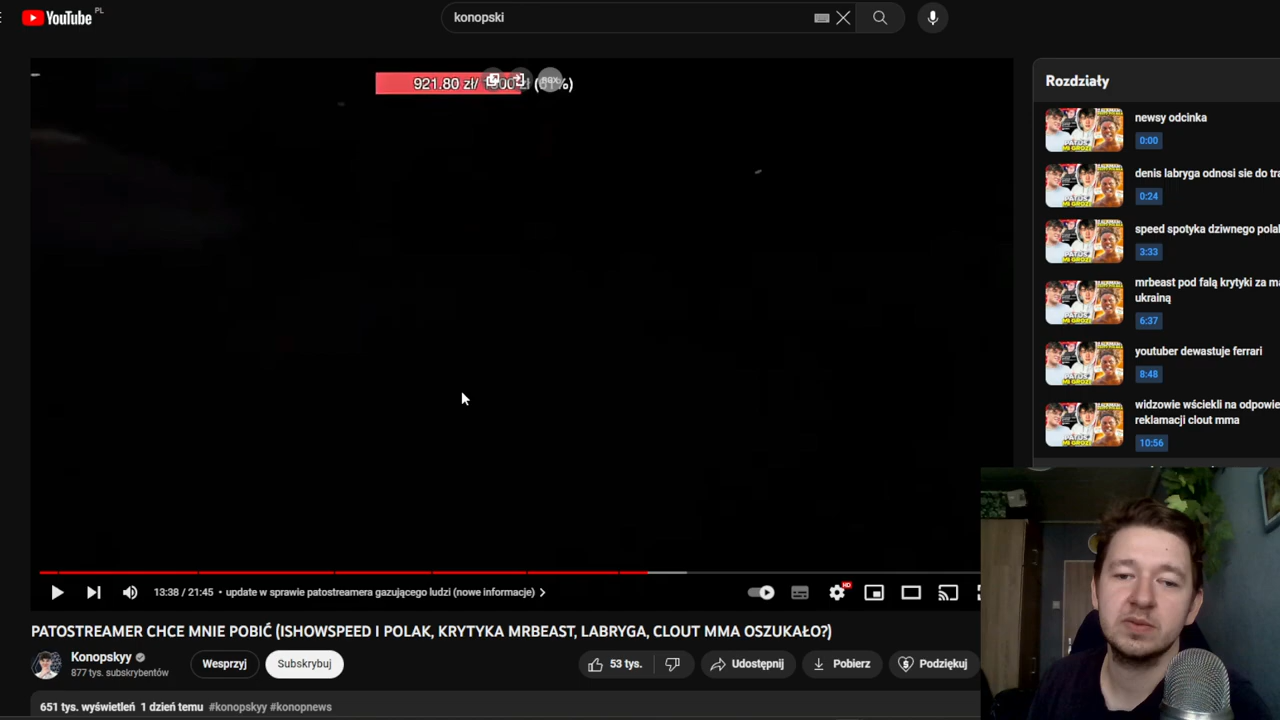 YouTube PL
konopski
921.80 zł/
Rozdziały
newsy odcinka
0:00
denis labryga odnosi sie do
0:24
speed spotyka dziwnego
3:33
mrbeast pod falą krytyki za
ukrainą
6:37
youtuber dewastuje ferrari
8:48
widzowie wściekli na
reklamacji clout mma
10:56
13:38 / 21:45 • update w sprawie patostreamera gazującego ludzi (nowe informacje)
HD
PATOSTREAMER CHCE MNIE POBIĆ (ISHOWSPEED I POLAK, KRYTYKA MRBEAST, LABRYGA, CLOUT MMA OSZUKAŁO?)
Konopskyy
877 tys. subskrybentów
Wesprzyj
Subskrybuj
53 tys.
Udostępnij
Pobierz
Podziękuj
651 tys. wyświetleń 1 dzień temu #konopskyy #konopnews